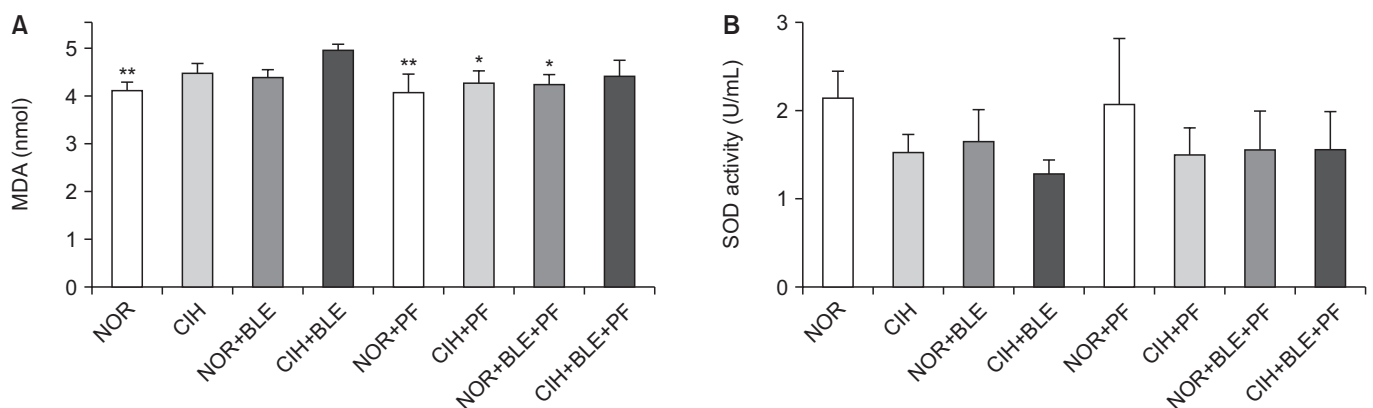 A
MDA (nmol)
5
4
3
2
1
0
**
**
*
*
NOR
CIH
NOR+BLE
CIH+BLE
NOR+PF
CIH+PF
NOR+BLE+PF
CIH+BLE+PF
B
SOD activity (U/mL)
3
2
1
0
NOR
CIH
NOR+BLE
CIH+BLE
NOR+PF
CIH+PF
NOR+BLE+PF
CIH+BLE+PF